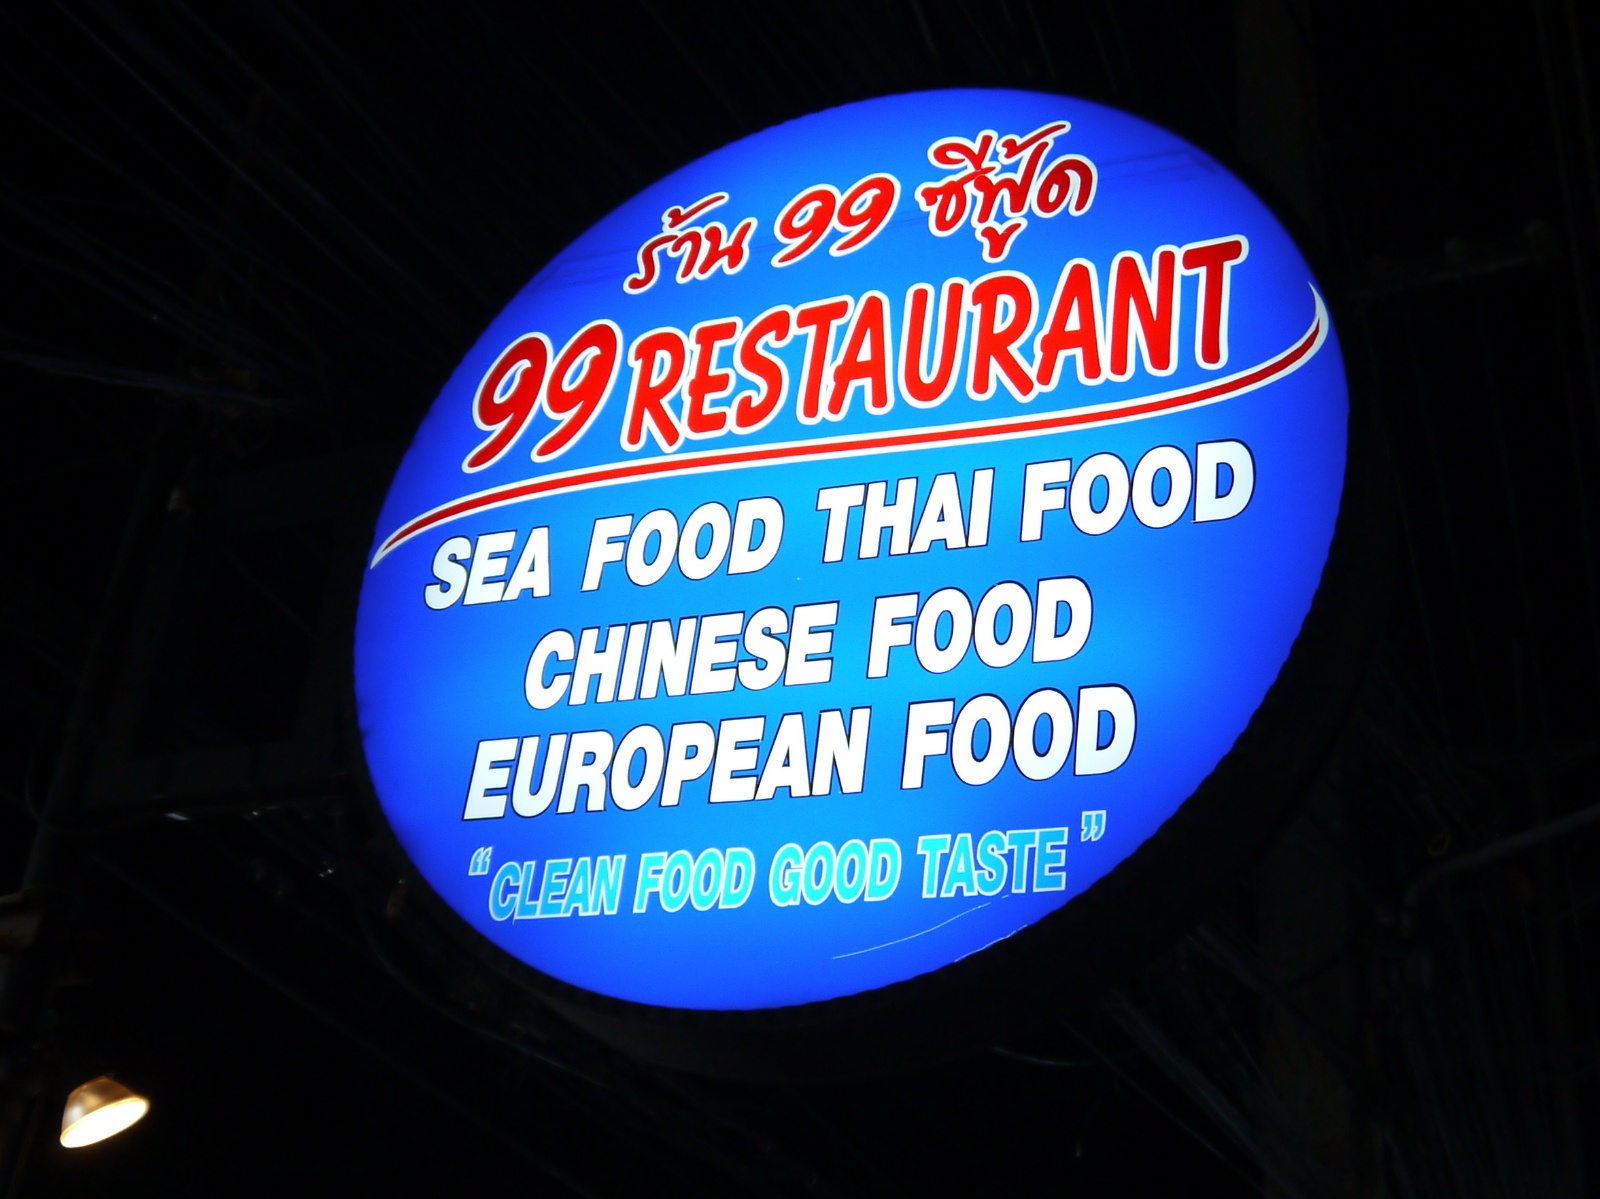 ร้าน 99 ซีฟู้ด
99 RESTAURANT
SEA FOOD THAI FOOD
CHINESE FOOD
EUROPEAN FOOD
“CLEAN FOOD GOOD TASTE”